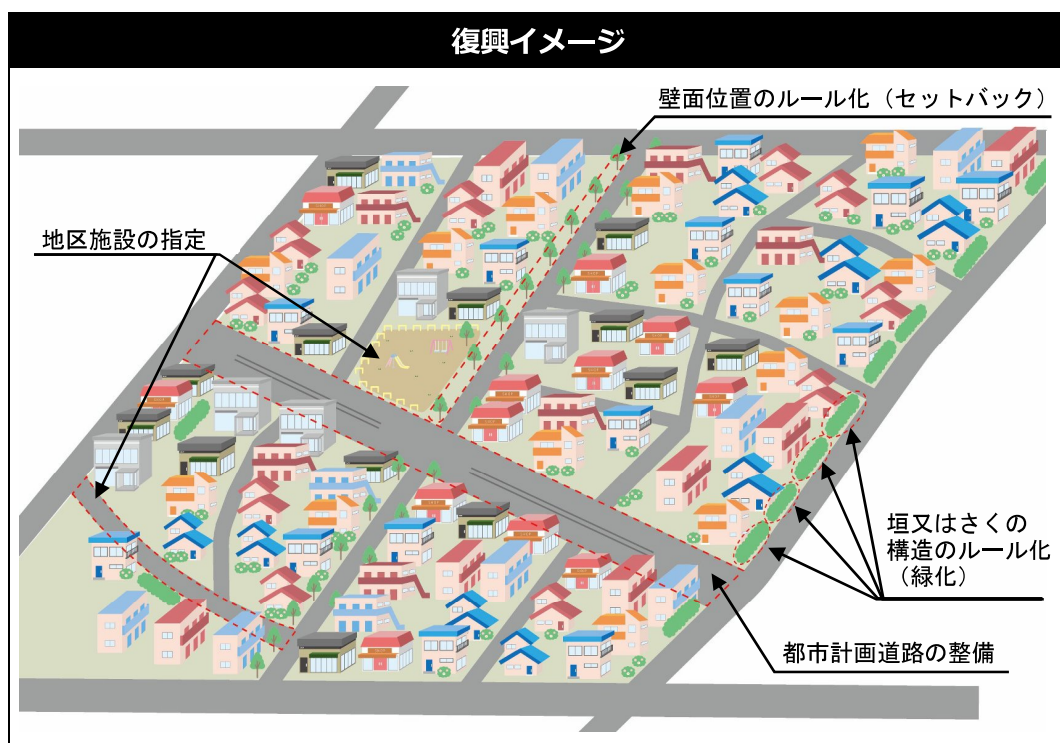 復興イメージ
壁面位置のルール化（セットバック）
地区施設の指定
垣又はさくの
構造のルール化
（緑化）
都市計画道路の整備